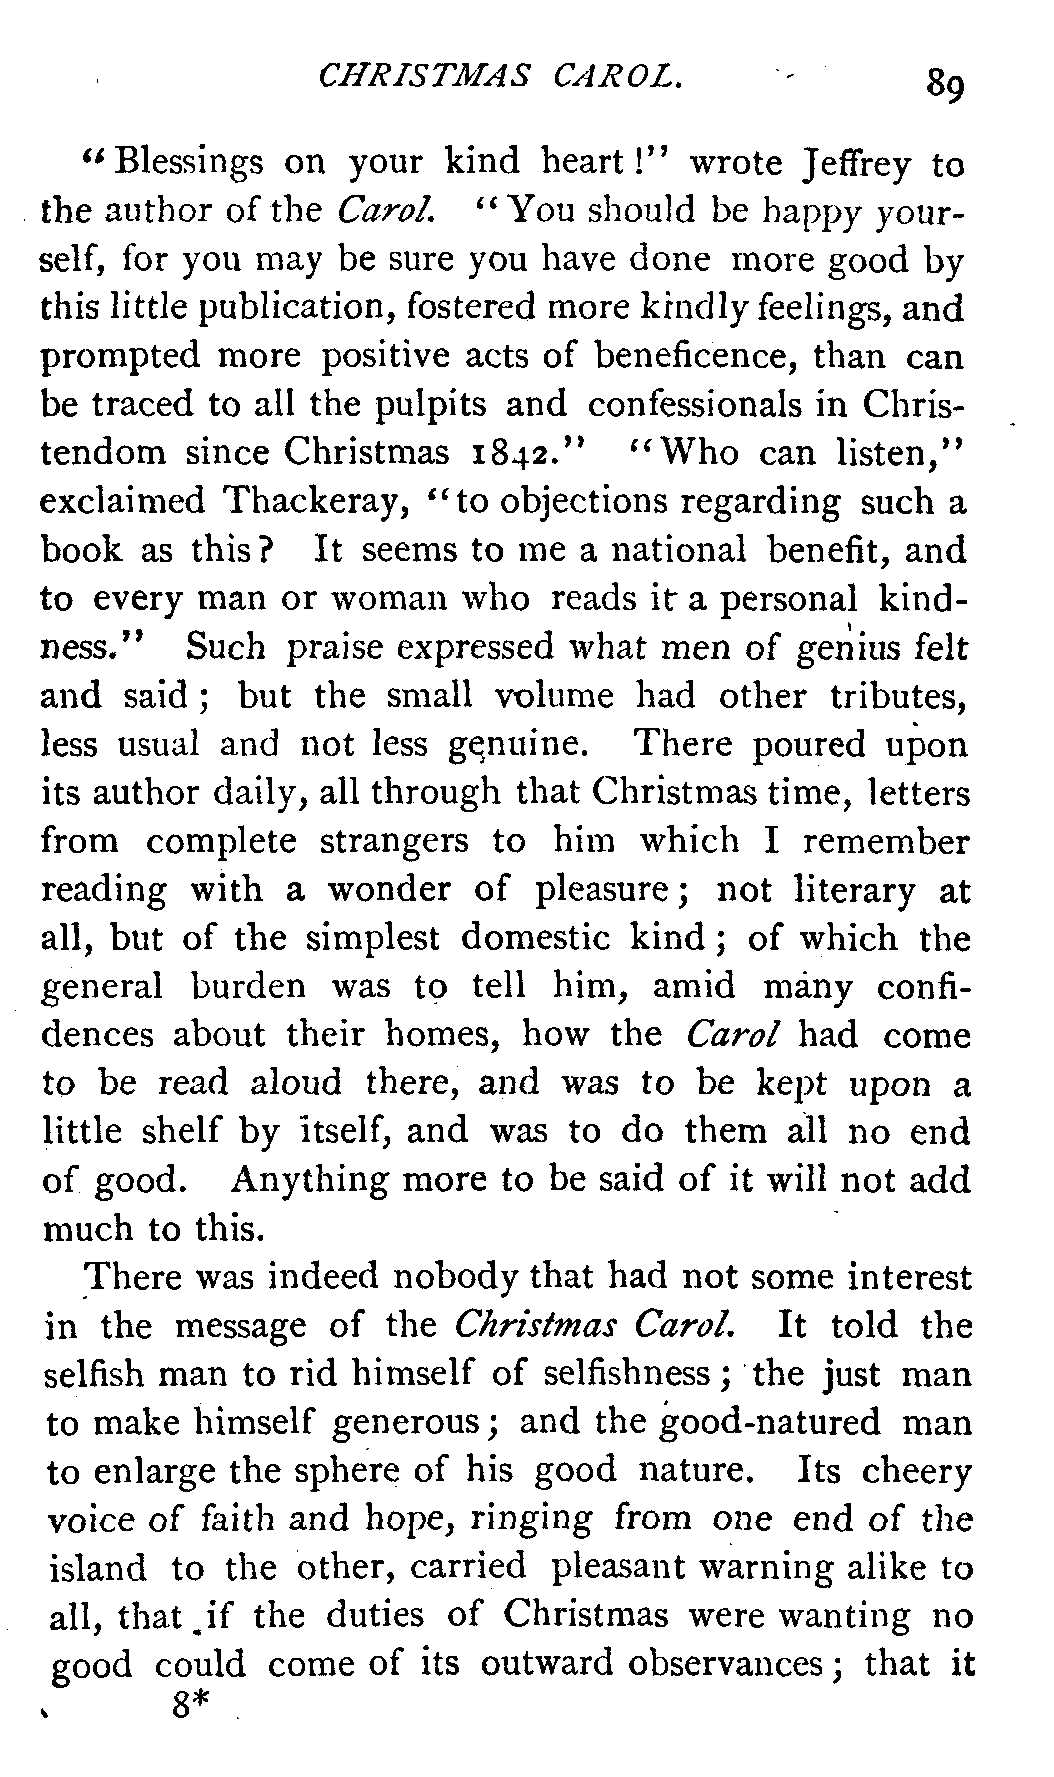 CHRISTMAS CAROL. 89
"Blessings on your kind heart!" wrote Jeffrey to
the author of the Carol. "You should be happy your-
self, for you may be sure you have done more good by
this little publication, fostered more kindly feelings, and
prompted more positive acts of beneficence, than can
be traced to all the pulpits and confessionals in Chris-
tendom since Christmas 1842." "Who can listen,"
exclaimed Thackeray, "to objections regarding such a
book as this? It seems to me a national benefit, and
to every man or woman who reads it a personal kind-
ness." Such praise expressed what men of genius felt
and said; but the small volume had other tributes,
less usual and not less genuine. There poured upon
its author daily, all through that Christmas time, letters
from complete strangers to him which I remember
reading with a wonder of pleasure; not literary at
all, but of the simplest domestic kind; of which the
general burden was to tell him, amid many confi-
dences about their homes, how the Carol had come
to be read aloud there, and was to be kept upon a
little shelf by itself, and was to do them all no end
of good. Anything more to be said of it will not add
much to this.
There was indeed nobody that had not some interest
in the message of the Christmas Carol. It told the
selfish man to rid himself of selfishness; the just man
to make himself generous; and the good-natured man
to enlarge the sphere of his good nature. Its cheery
voice of faith and hope, ringing from one end of the
island to the other, carried pleasant warning alike to
all, that if the duties of Christmas were wanting no
good could come of its outward observances; that it
8*